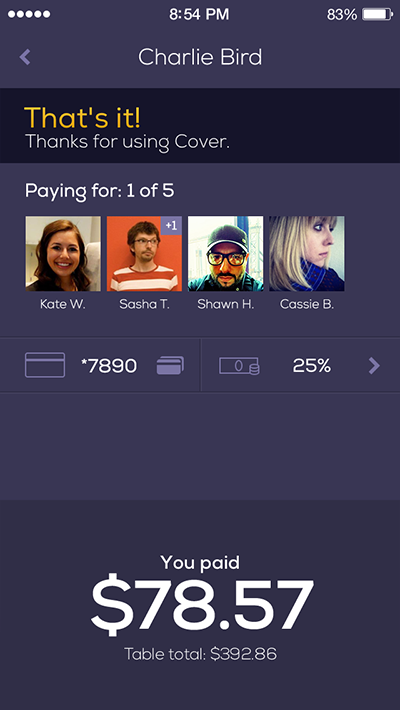 8:54 PM 83%
Charlie Bird
That's it!
Thanks for using Cover.
Paying for: 1 of 5
+1
Kate W. Sasha T. Shawn H. Cassie B.
*7890 0 25%
You paid
$78.57
Table total: $392.86